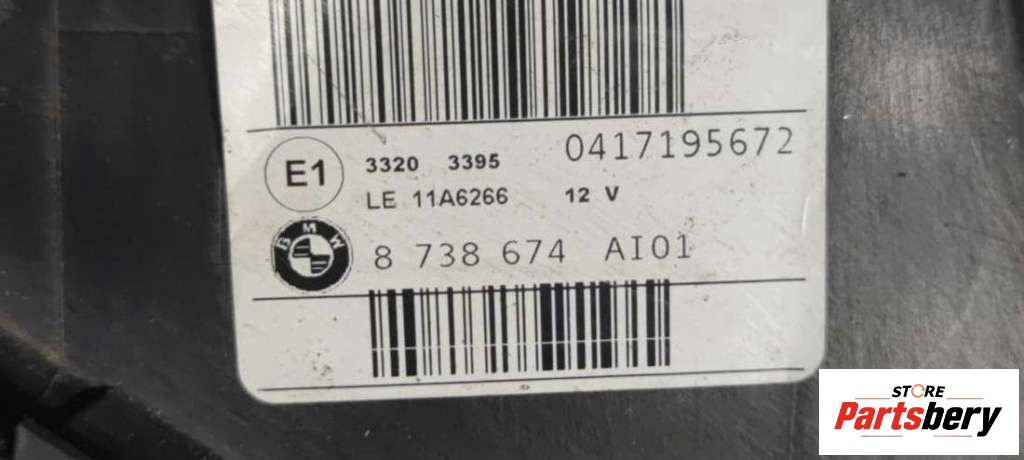 E1
3320 3395
0417195672
LE 11A6266 12 V
BMW
8 738 674 AI01
STORE
Partsbery